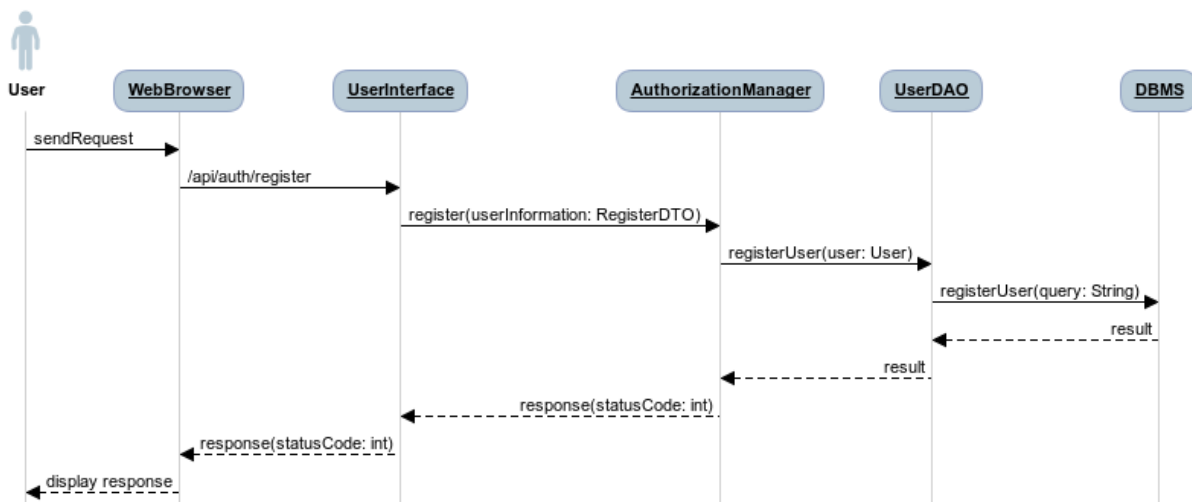 User
WebBrowser
UserInterface
AuthorizationManager
UserDAO
DBMS
sendRequest
/api/auth/register
register(userInformation: RegisterDTO)
registerUser(user: User)
registerUser(query: String)
result
result
response(statusCode: int)
response(statusCode: int)
display response